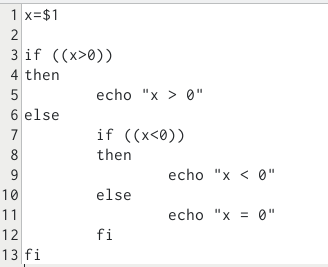 1 x=$1
2
3 if ((x>0))
4 then
5         echo "x > 0"
6 else
7         if ((x<0))
8         then
9                 echo "x < 0"
10         else
11                 echo "x = 0"
12         fi
13 fi